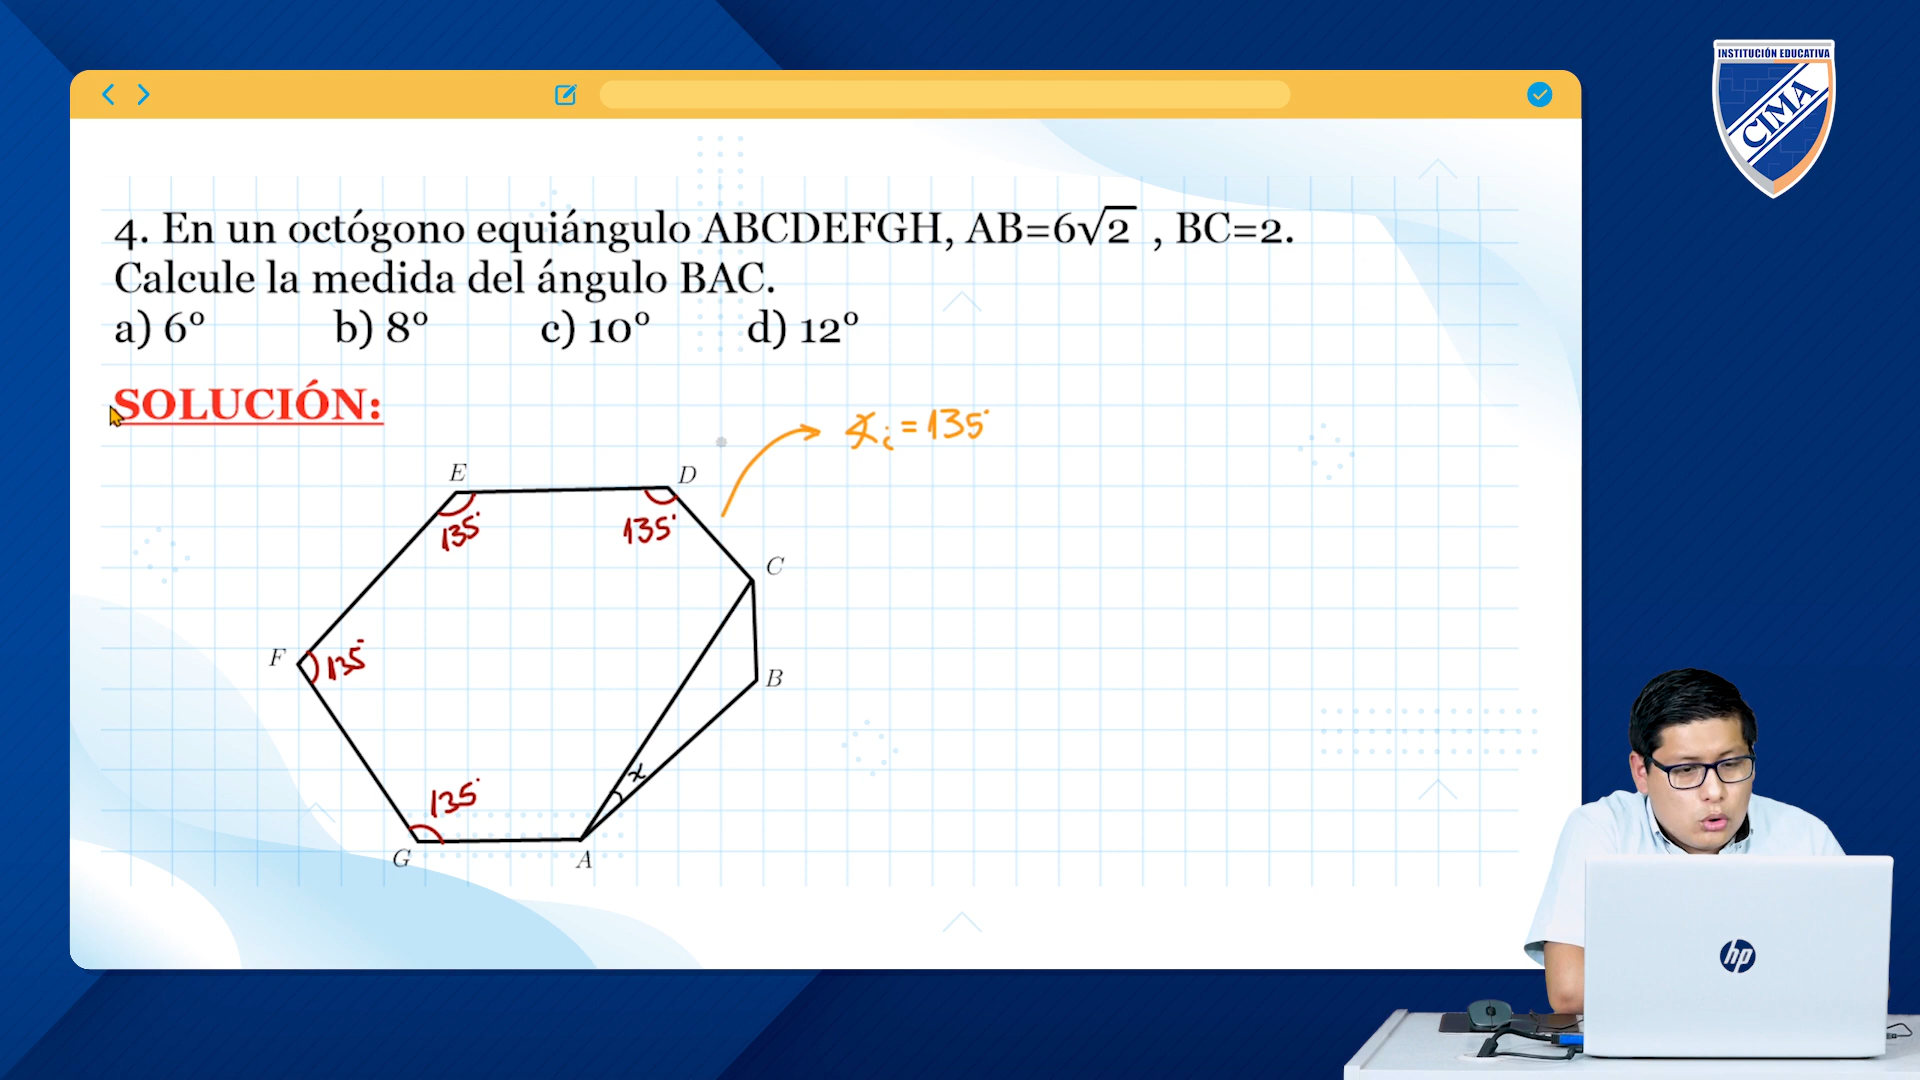 INSTITUCIÓN EDUCATIVA
CIMA
4. En un octógono equiángulo ABCDEFGH, AB=6√2 , BC=2.
Calcule la medida del ángulo BAC.
a) 6° b) 8° c) 10° d) 12°
SOLUCIÓN:
∡i = 135°
E D
135° 135°
C
F 135°
B
x
135°
G A
hp